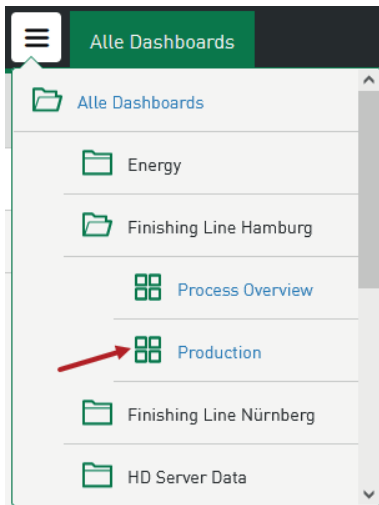 Alle Dashboards
Alle Dashboards
Energy
Finishing Line Hamburg
Process Overview
Production
Finishing Line Nürnberg
HD Server Data